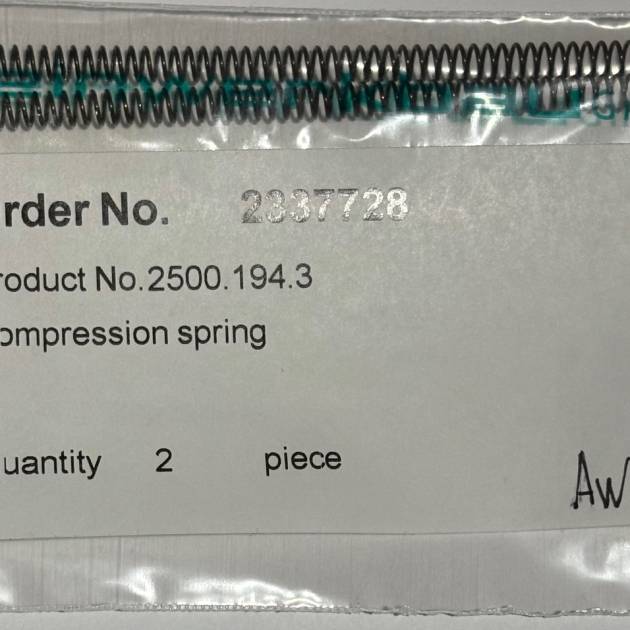 rder No. 2337728
roduct No.2500.194.3
ompression spring
uantity 2 piece
AW